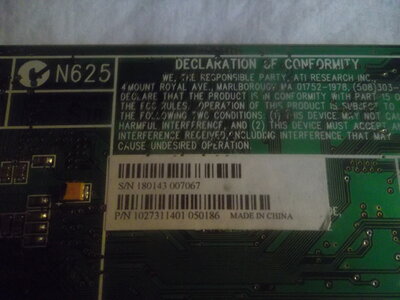 N625
DECLARATION OF CONFORMITY
WE, THE RESPONSIBLE PARTY, ATI RESEARCH INC.,
4 MOUNT ROYAL AVE., MARLBOROUGH MA 01752-1978, (508)-303-
DECLARE THAT THE PRODUCT IS IN CONFORMITY WITH PART 15 O
THE FCC RULES. OPERATION OF THIS PRODUCT IS SUBJECT TO
THE FOLLOWING TWO CONDITIONS: (1) THIS DEVICE MAY NOT CAU
HARMFUL INTERFERENCE, AND (2) THIS DEVICE MUST ACCEPT AN
INTERFERENCE RECEIVED, INCLUDING INTERFERENCE THAT MAY
CAUSE UNDESIRED OPERATION.
S/N 180143 007067
P/N 1027311401 050186 MADE IN CHINA